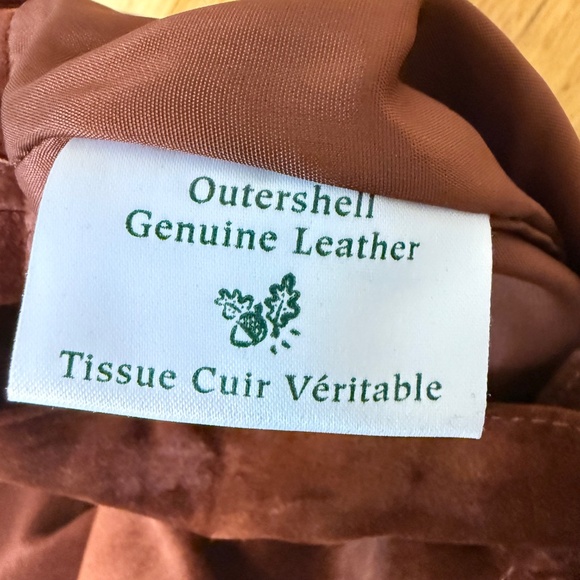 Outershell
Genuine Leather
Tissue Cuir Véritable